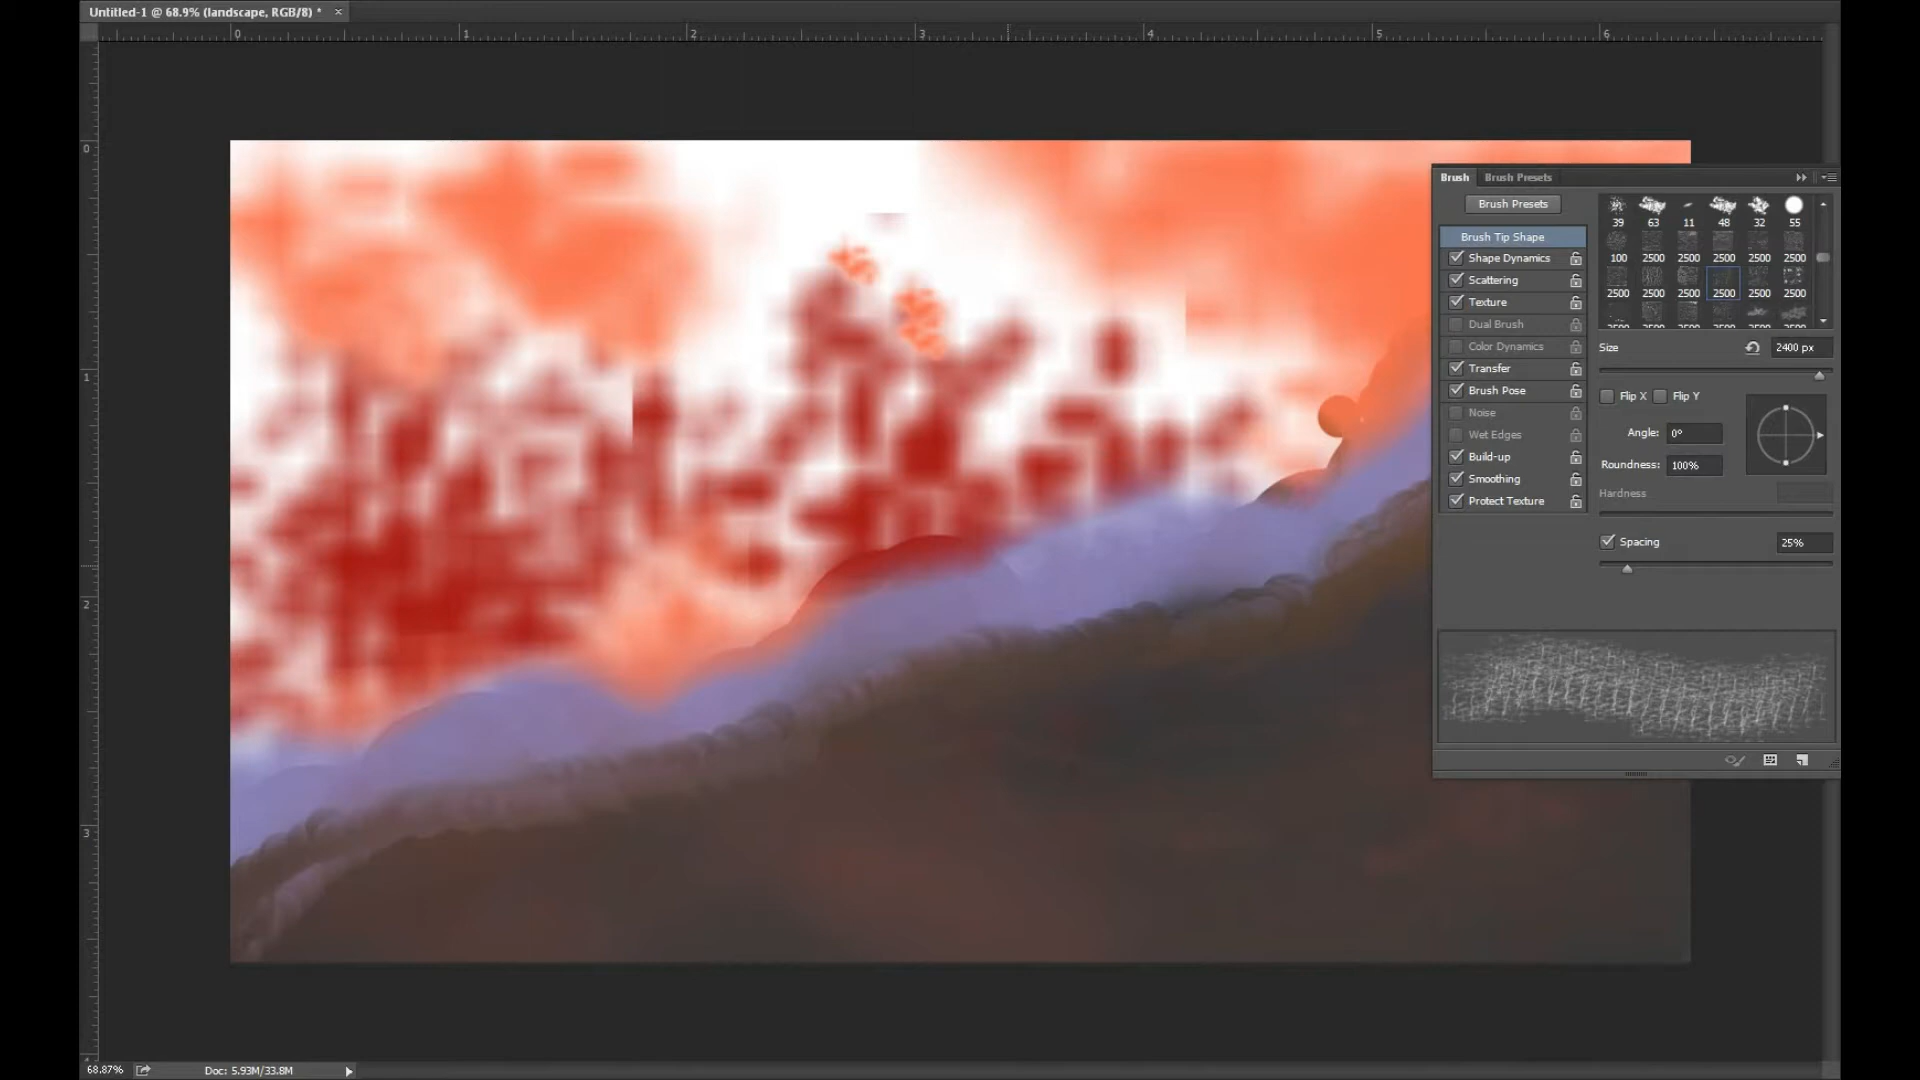 Untitled-1 @ 68.9% (landscape, RGB/8) * ×
0 1 2 3 4 5 6
0
1
2
3
Brush Brush Presets
Brush Presets
39 63 11 48 32 55
100 2500 2500 2500 2500 2500
2500 2500 2500 2500 2500 2500
Brush Tip Shape
Shape Dynamics
Scattering
Texture
Dual Brush
Color Dynamics
Transfer
Brush Pose
Noise
Wet Edges
Build-up
Smoothing
Protect Texture
Size 2400 px
Flip X Flip Y
Angle: 0°
Roundness: 100%
Hardness
Spacing 25%
68.87% Doc: 5.93M/33.8M